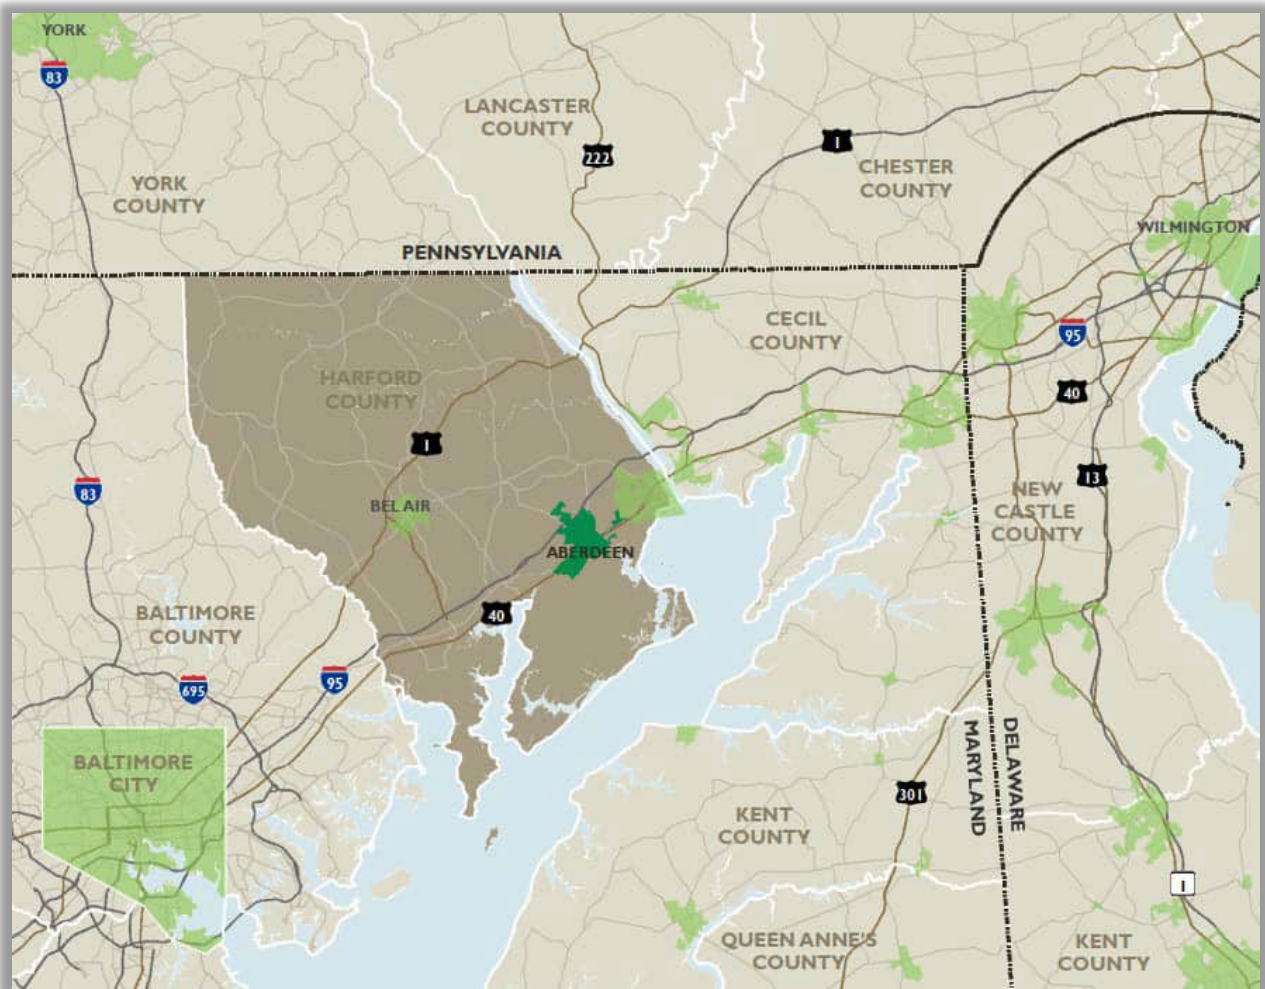 YORK
83
LANCASTER
COUNTY
222
1
CHESTER
COUNTY
YORK
COUNTY
WILMINGTON
PENNSYLVANIA
CECIL
COUNTY
95
HARFORD
COUNTY
40
1
83
13
BEL AIR
NEW
CASTLE
COUNTY
ABERDEEN
40
BALTIMORE
COUNTY
95
695
MARYLAND
DELAWARE
BALTIMORE
CITY
301
KENT
COUNTY
1
QUEEN ANNE'S
COUNTY
KENT
COUNTY